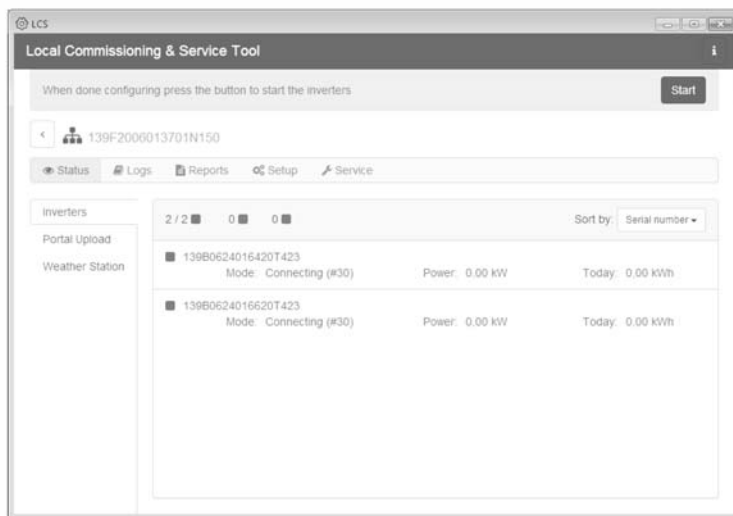 LCS
Local Commissioning & Service Tool
i
When done configuring press the button to start the inverters
Start
139F2006013701N150
Status Logs Reports Setup Service
Inverters
Portal Upload
Weather Station
2 / 2 0 0 Sort by: Serial number
139B0624016420T423
Mode: Connecting (#30) Power: 0.00 kW Today: 0.00 kWh
139B0624016620T423
Mode: Connecting (#30) Power: 0.00 kW Today: 0.00 kWh